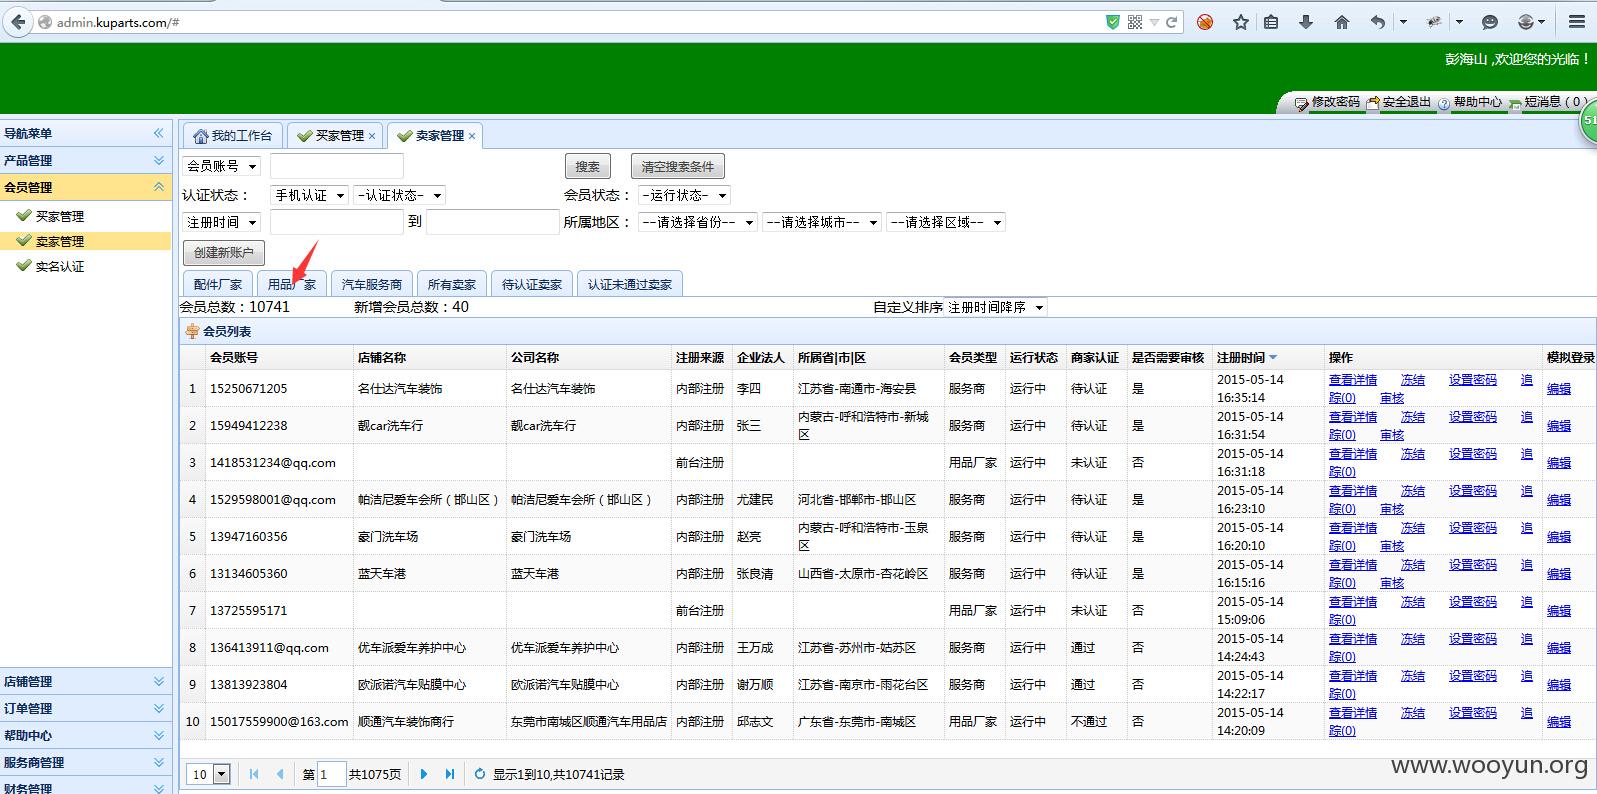 admin.kuparts.com/#
彭海山 ,欢迎您的光临！
修改密码 安全退出 帮助中心 短消息 ( 0 )
51
导航菜单
产品管理
会员管理
买家管理
卖家管理
实名认证
店铺管理
订单管理
帮助中心
服务商管理
财务管理
我的工作台 买家管理 × 卖家管理 ×
会员账号 搜索 清空搜索条件
认证状态： 手机认证 -认证状态- 会员状态： -运行状态-
注册时间 到 所属地区： --请选择省份-- --请选择城市-- --请选择区域--
创建新账户
配件厂家 用品厂家 汽车服务商 所有卖家 待认证卖家 认证未通过卖家
会员总数：10741 新增会员总数：40 自定义排序 注册时间降序
会员列表
会员账号 店铺名称 公司名称 注册来源 企业法人 所属省|市|区 会员类型 运行状态 商家认证 是否需要审核 注册时间 操作 模拟登录
1 15250671205 名仕达汽车装饰 名仕达汽车装饰 内部注册 李四 江苏省-南通市-海安县 服务商 运行中 待认证 是 2015-05-14 16:35:14 查看详情 冻结 设置密码 追踪(0) 审核 编辑
2 15949412238 靓car洗车行 靓car洗车行 内部注册 张三 内蒙古-呼和浩特市-新城区 服务商 运行中 待认证 是 2015-05-14 16:31:54 查看详情 冻结 设置密码 追踪(0) 审核 编辑
3 1418531234@qq.com 前台注册 用品厂家 运行中 未认证 否 2015-05-14 16:31:18 查看详情 冻结 设置密码 追踪(0) 编辑
4 1529598001@qq.com 帕洁尼爱车会所（邯山区） 帕洁尼爱车会所（邯山区） 内部注册 尤建民 河北省-邯郸市-邯山区 服务商 运行中 待认证 是 2015-05-14 16:23:10 查看详情 冻结 设置密码 追踪(0) 审核 编辑
5 13947160356 豪门洗车场 豪门洗车场 内部注册 赵亮 内蒙古-呼和浩特市-玉泉区 服务商 运行中 待认证 是 2015-05-14 16:20:10 查看详情 冻结 设置密码 追踪(0) 审核 编辑
6 13134605360 蓝天车港 蓝天车港 内部注册 张良清 山西省-太原市-杏花岭区 服务商 运行中 待认证 是 2015-05-14 16:15:16 查看详情 冻结 设置密码 追踪(0) 审核 编辑
7 13725595171 前台注册 用品厂家 运行中 未认证 否 2015-05-14 15:09:06 查看详情 冻结 设置密码 追踪(0) 编辑
8 136413911@qq.com 优车派爱车养护中心 优车派爱车养护中心 内部注册 王万成 江苏省-苏州市-姑苏区 服务商 运行中 通过 否 2015-05-14 14:24:43 查看详情 冻结 设置密码 追踪(0) 编辑
9 13813923804 欧派诺汽车贴膜中心 欧派诺汽车贴膜中心 内部注册 谢万顺 江苏省-南京市-雨花台区 服务商 运行中 通过 否 2015-05-14 14:22:17 查看详情 冻结 设置密码 追踪(0) 编辑
10 15017559900@163.com 顺通汽车装饰商行 东莞市南城区顺通汽车用品店 内部注册 邱志文 广东省-东莞市-南城区 用品厂家 运行中 不通过 否 2015-05-14 14:20:09 查看详情 冻结 设置密码 追踪(0) 编辑
10 第 1 共1075页 显示1到10,共10741记录
www.wooyun.org